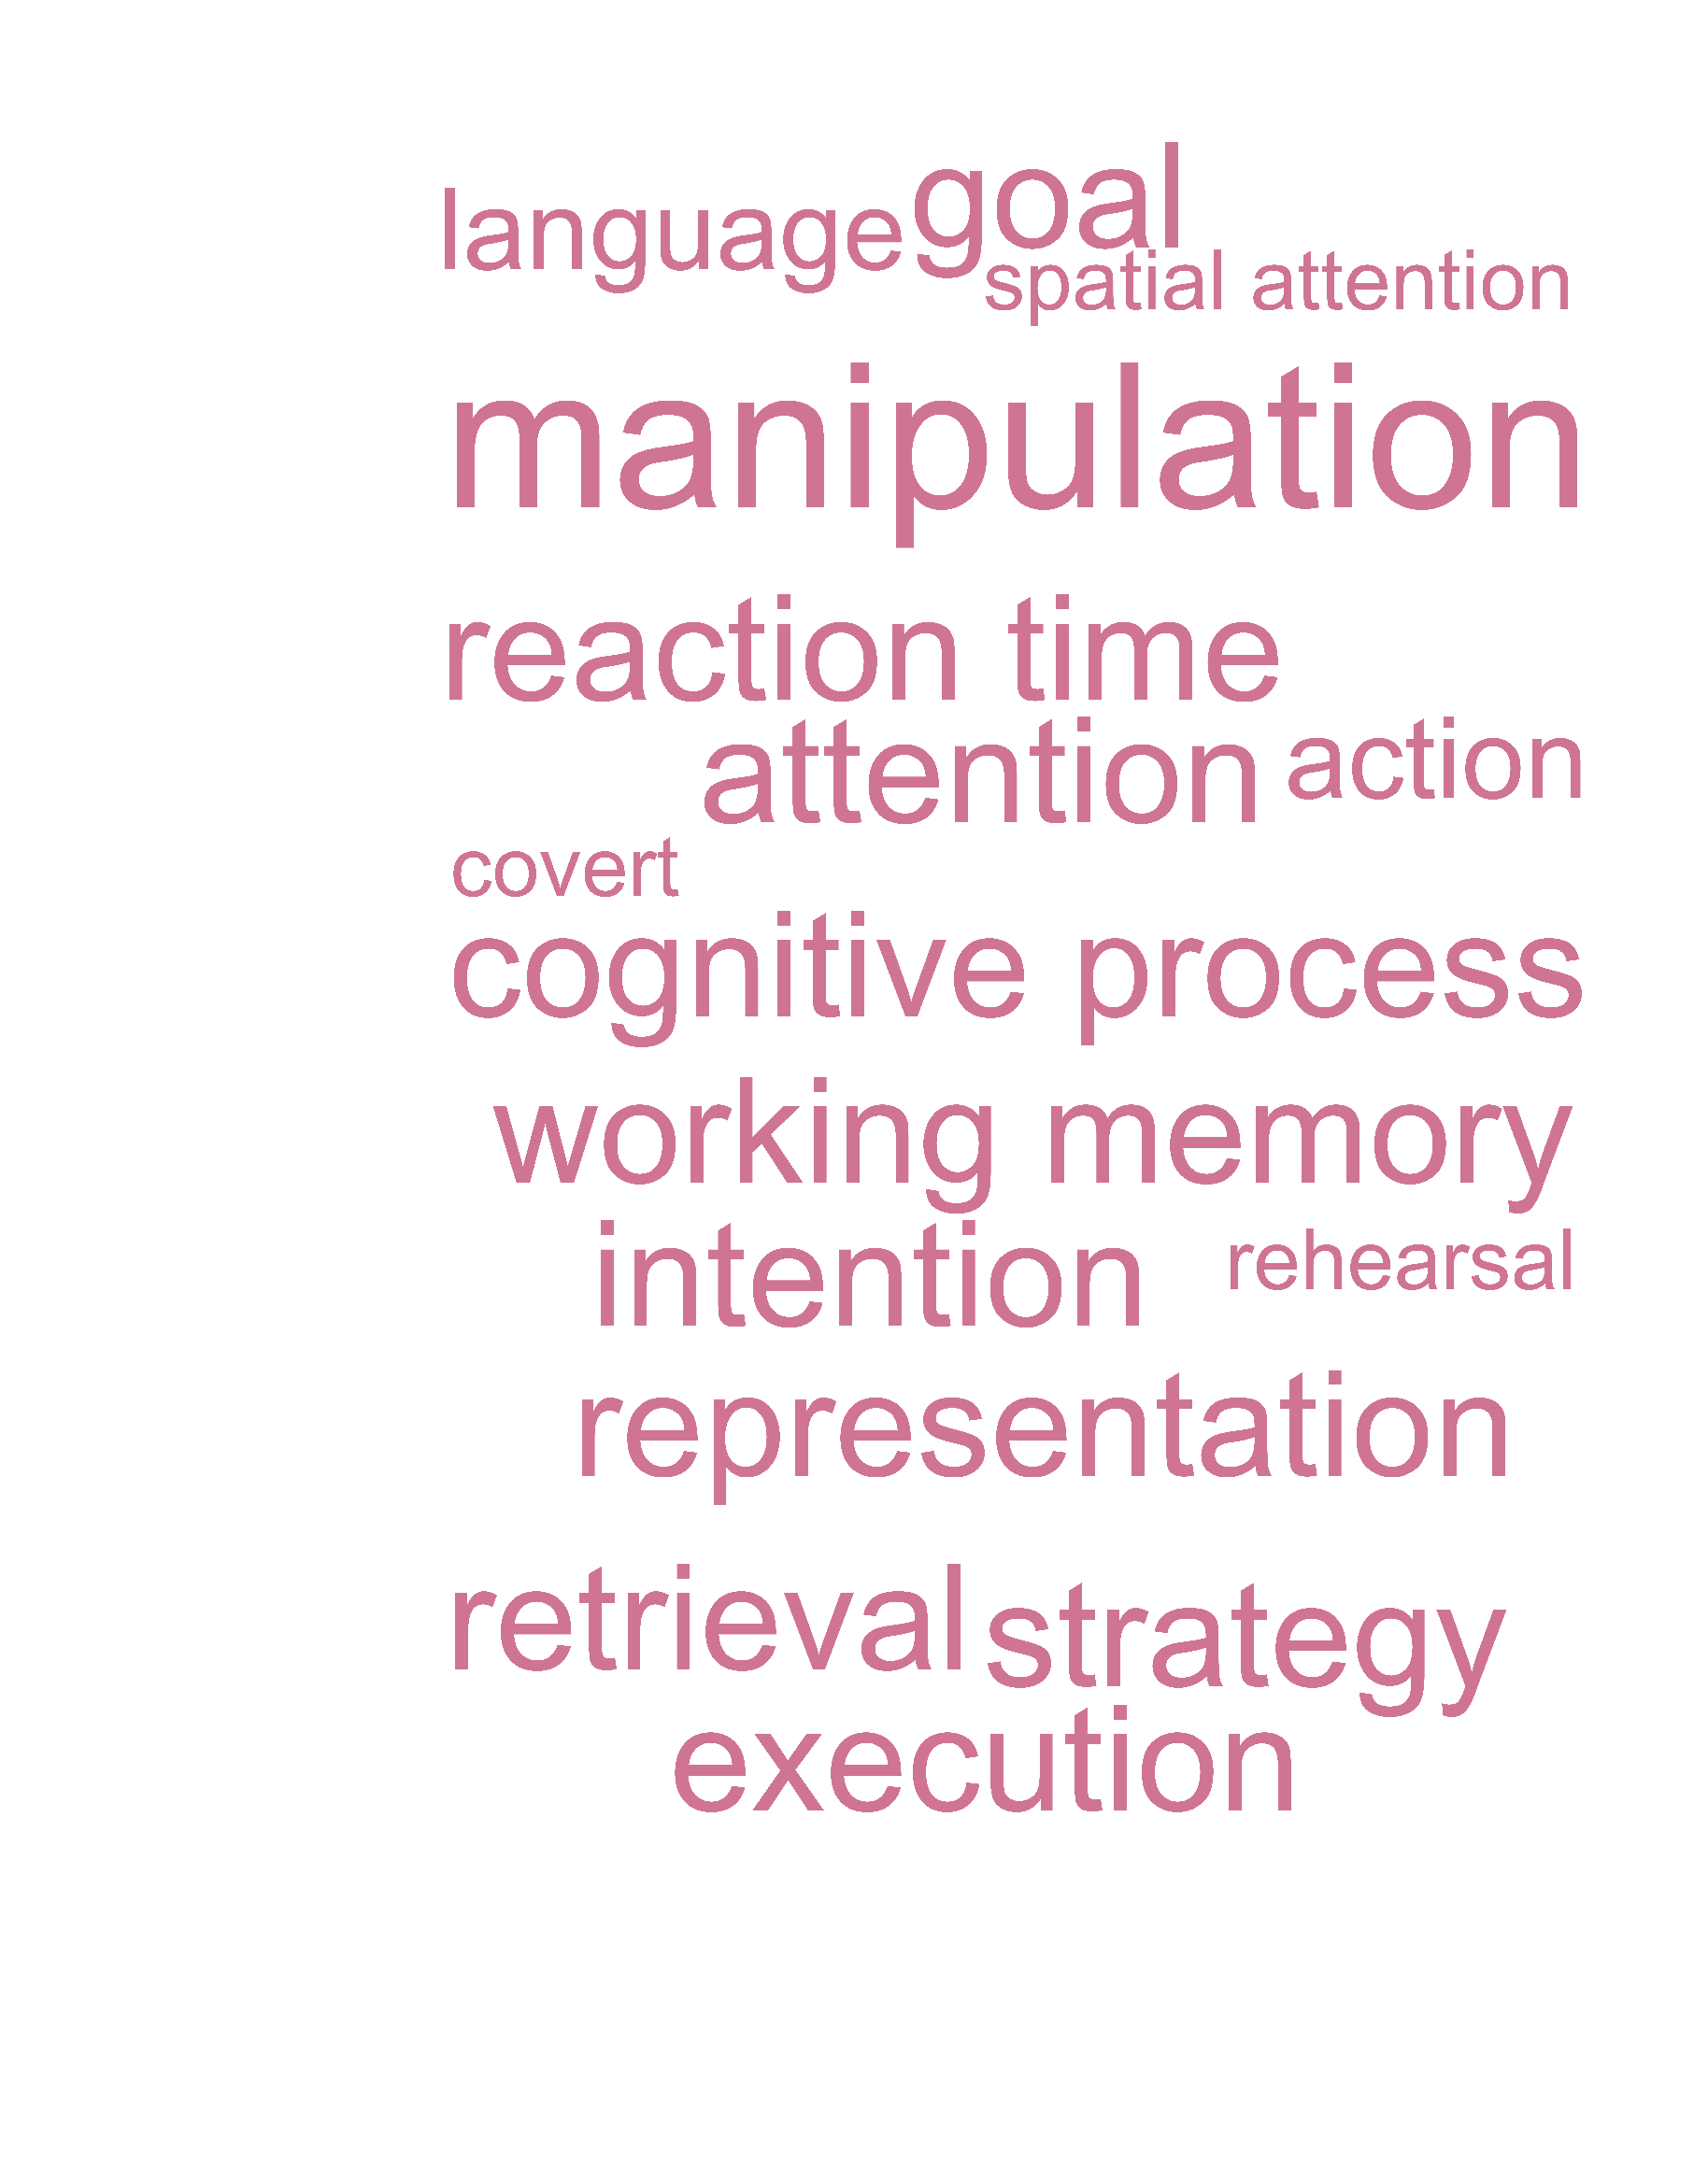 language goal
spatial attention
manipulation
reaction time
attention action
covert
cognitive process
working memory
intention rehearsal
representation
retrieval strategy
execution